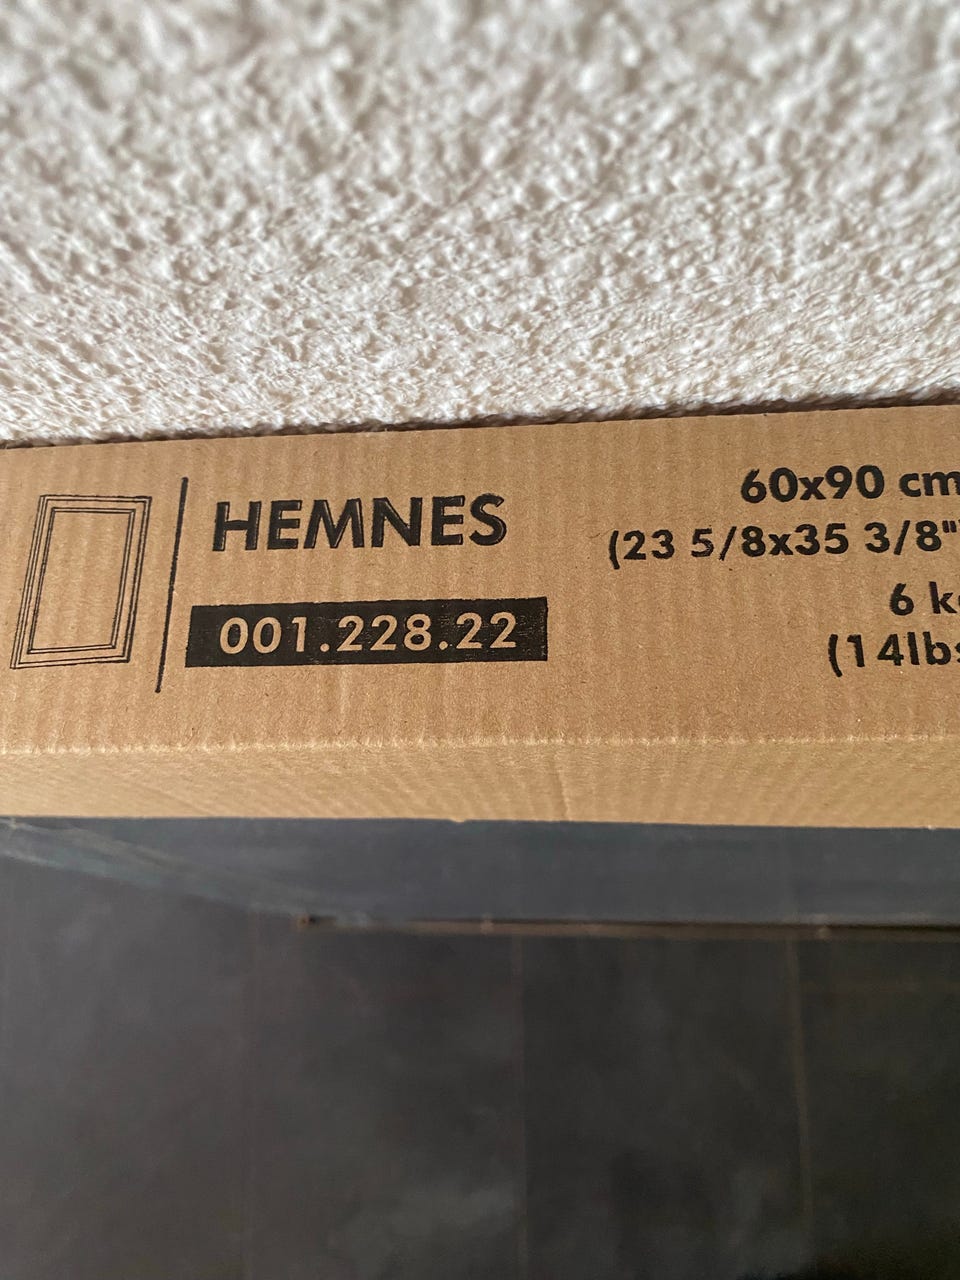 HEMNES
001.228.22
60x90 cm
(23 5/8x35 3/8")
6 k
(14lbs